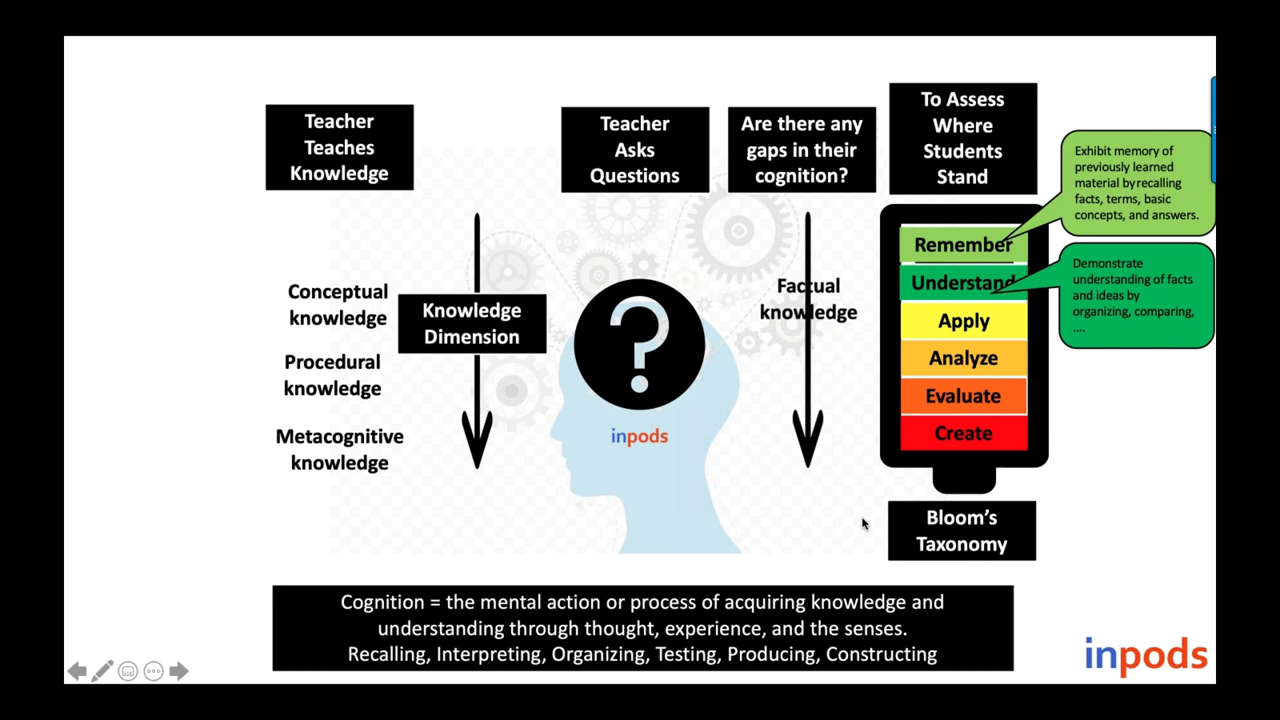 Teacher
Teaches
Knowledge
Teacher
Asks
Questions
Are there any
gaps in their
cognition?
To Assess
Where
Students
Stand
Exhibit memory of
previously learned
material by recalling
facts, terms, basic
concepts, and answers.
Demonstrate
understanding of facts
and ideas by
organizing, comparing,
....
Conceptual
knowledge
Procedural
knowledge
Metacognitive
knowledge
Knowledge
Dimension
?
inpods
Factual
knowledge
Remember
Understand
Apply
Analyze
Evaluate
Create
Bloom’s
Taxonomy
Cognition = the mental action or process of acquiring knowledge and
understanding through thought, experience, and the senses.
Recalling, Interpreting, Organizing, Testing, Producing, Constructing
inpods